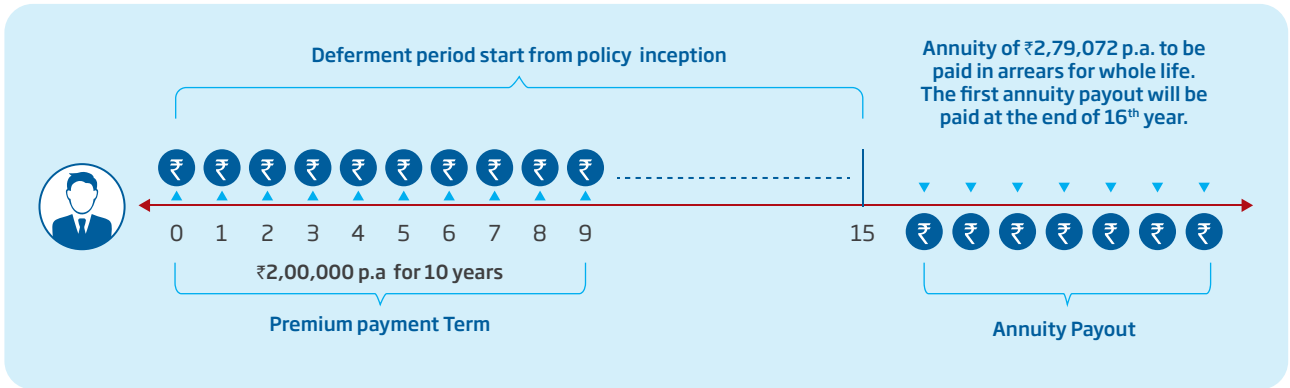 Deferment period start from policy inception
Annuity of ₹2,79,072 p.a. to be
paid in arrears for whole life.
The first annuity payout will be
paid at the end of 16th year.
₹ ₹ ₹ ₹ ₹ ₹ ₹ ₹ ₹ ₹
0 1 2 3 4 5 6 7 8 9 15
₹ ₹ ₹ ₹ ₹ ₹ ₹
₹2,00,000 p.a for 10 years
Premium payment Term
Annuity Payout